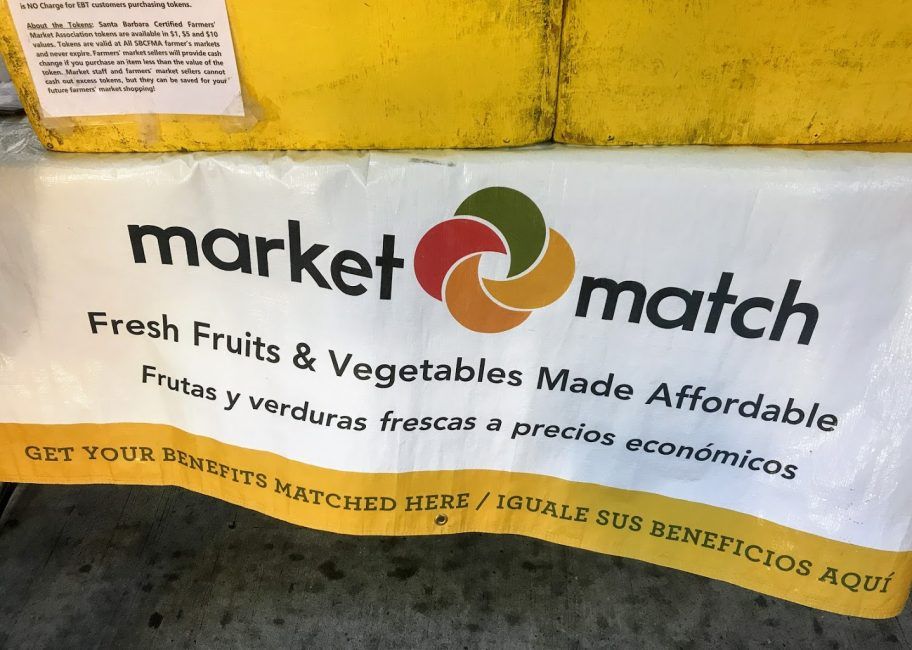 is NO Charge for EBT customers purchasing tokens.
About the Tokens: Santa Barbara Certified Farmers'
Market Association tokens are available in $1, $5 and $10
values. Tokens are valid at All SBCFMA farmer's markets
and never expire. Farmers' market sellers will provide cash
change if you purchase an item less than the value of the
token. Market staff and farmers' market sellers cannot
cash out excess tokens, but they can be saved for your
future farmers' market shopping!
market match
Fresh Fruits & Vegetables Made Affordable
Frutas y verduras frescas a precios económicos
GET YOUR BENEFITS MATCHED HERE / IGUALE SUS BENEFICIOS AQUÍ